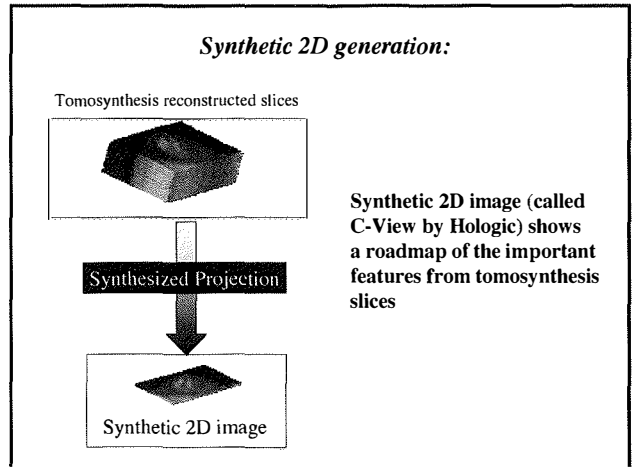 Synthetic 2D generation:
Tomosynthesis reconstructed slices
Synthesized Projection
Synthetic 2D image
Synthetic 2D image (called
C-View by Hologic) shows
a roadmap of the important
features from tomosynthesis
slices